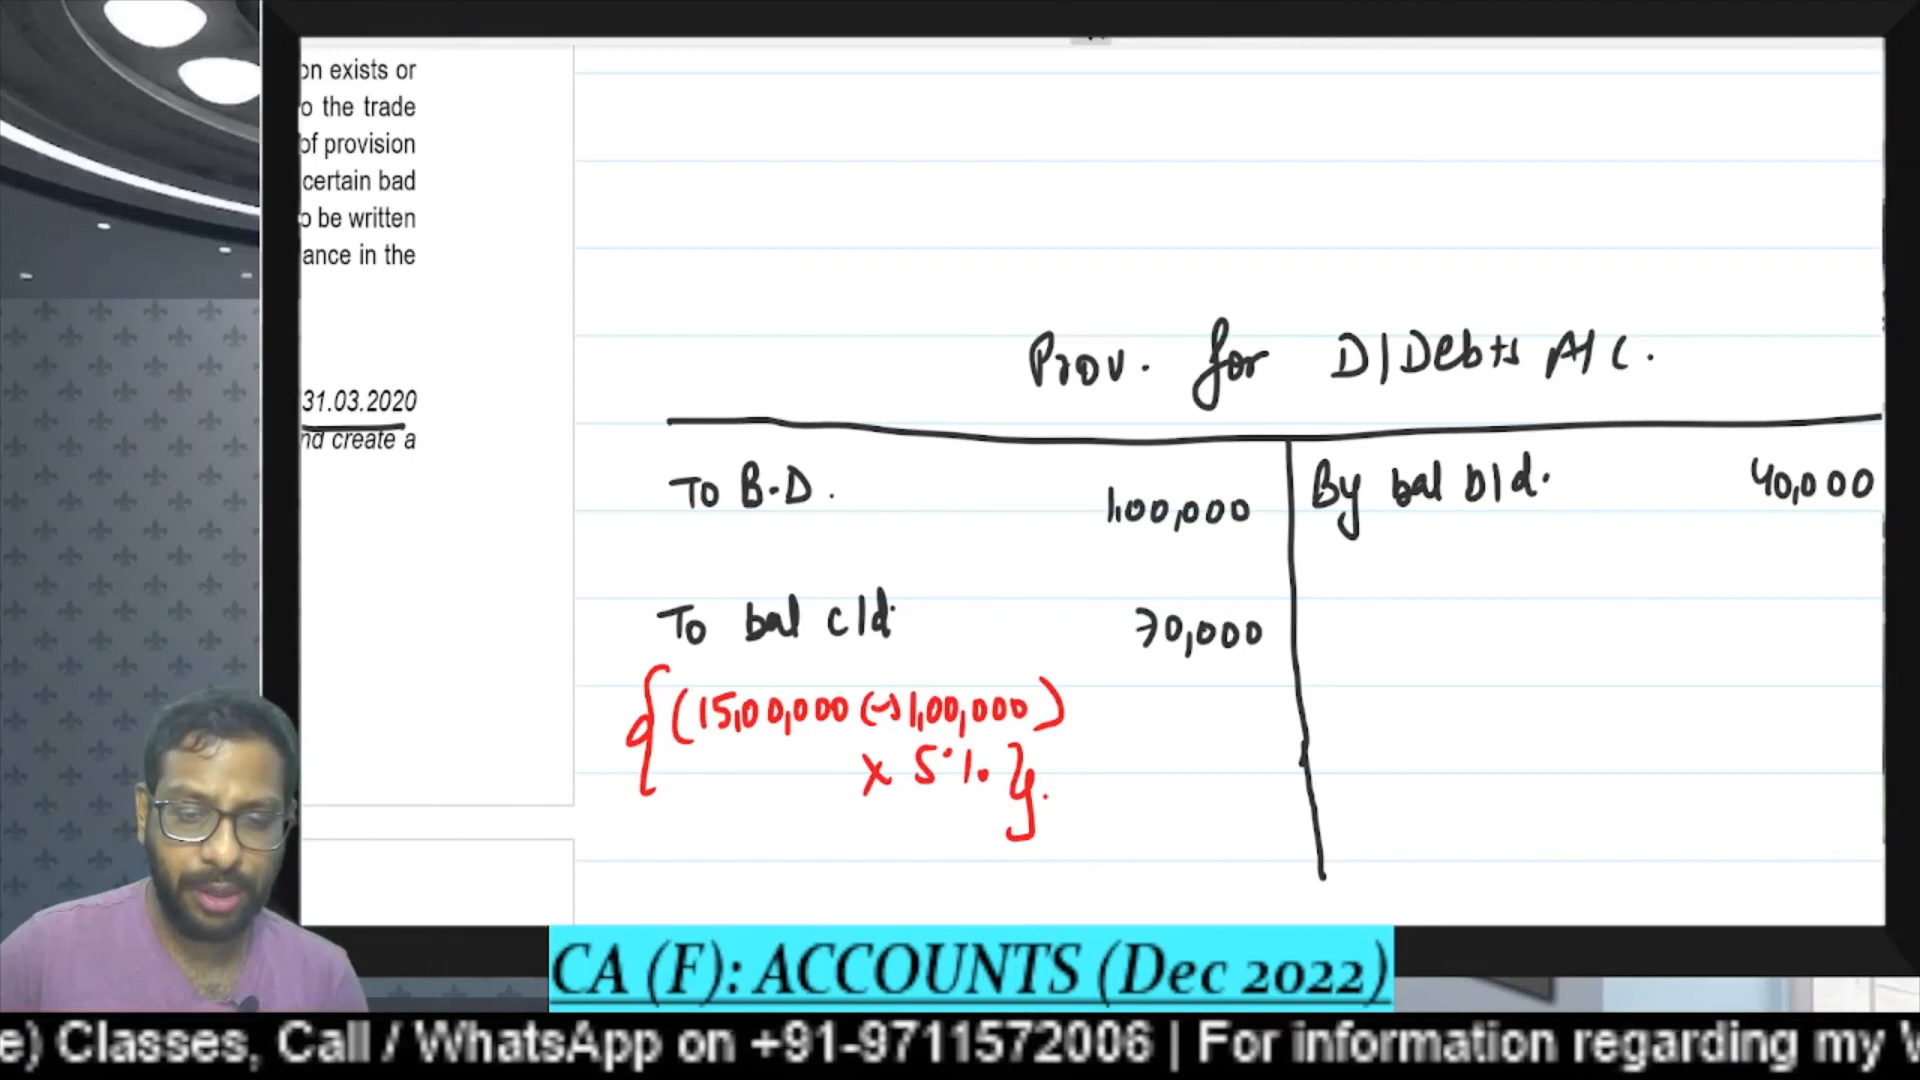 on exists or
o the trade
of provision
certain bad
o be written
ance in the
31.03.2020
nd create a
Prov. for D/Debts A/C.
To B.D. 1,00,000 By bal b/d. 40,000
To bal c/d 70,000
{(15,00,000 (-) 1,00,000)
x 5%}.
CA (F): ACCOUNTS (Dec 2022)
e) Classes, Call / WhatsApp on +91-9711572006 | For information regarding my V